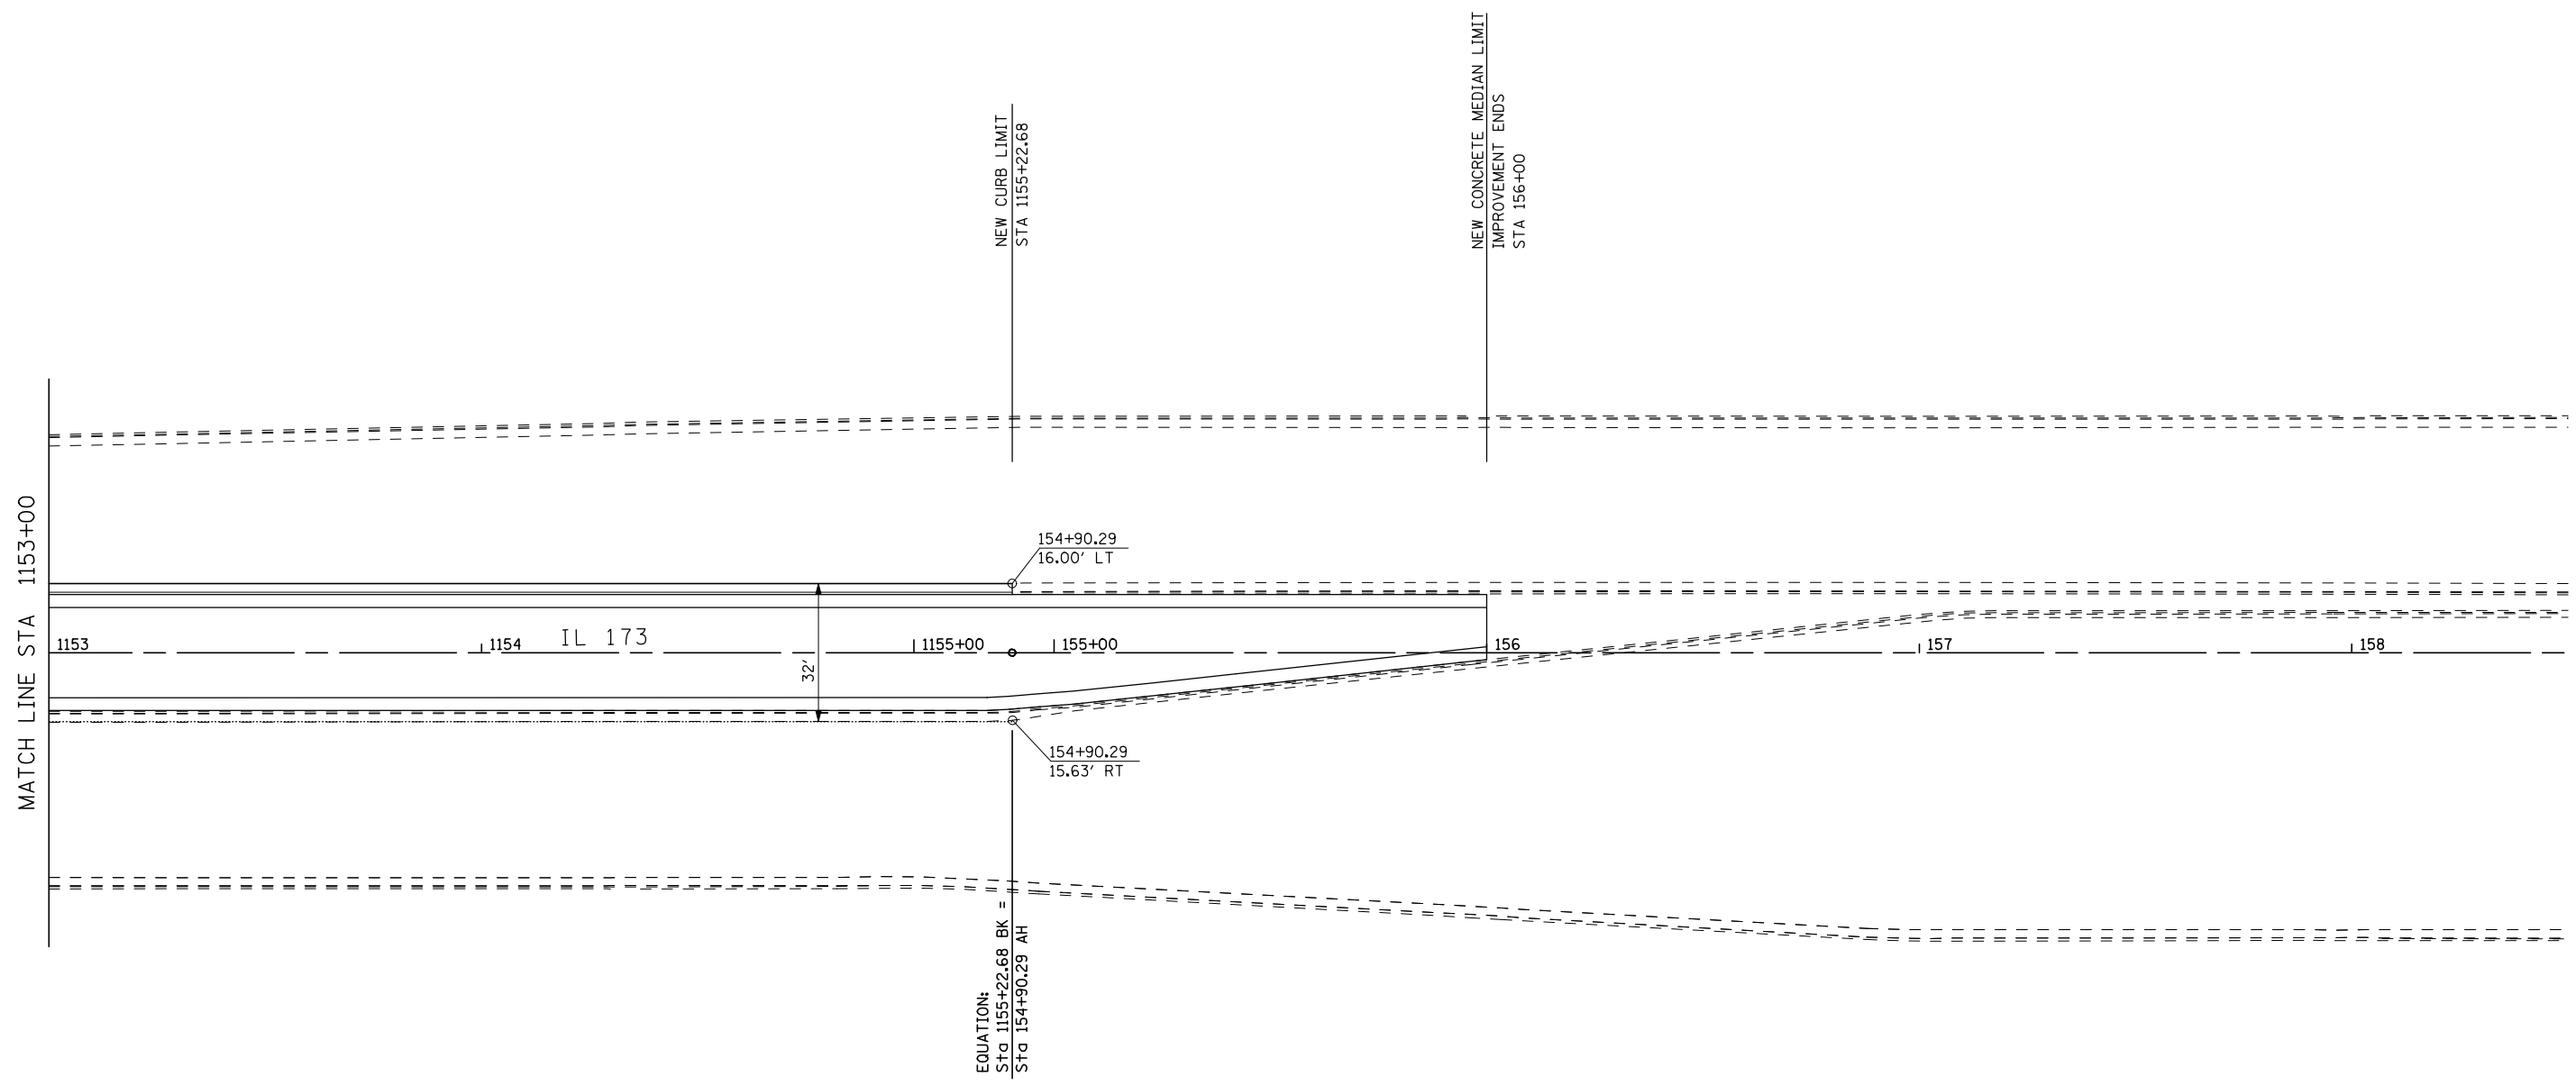 NEW CURB LIMIT
STA 1155+22.68
NEW CONCRETE MEDIAN LIMIT
IMPROVEMENT ENDS
STA 156+00
MATCH LINE STA 1153+00
154+90.29
16.00' LT
1153
1154
IL 173
1155+00
155+00
156
157
158
32'
154+90.29
15.63' RT
EQUATION:
Sta 1155+22.68 BK =
Sta 154+90.29 AH